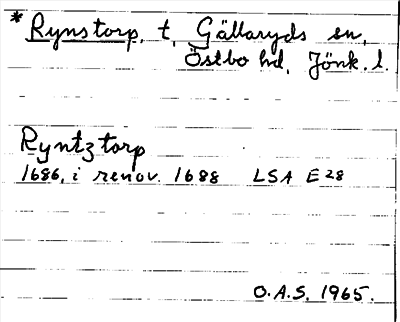 * Rynstorp, t, Gällaryds sn,
Östbo hd, Jönk. l.
Ryntztorp
1686, i renov. 1688 LSA E28
O.A.S. 1965.